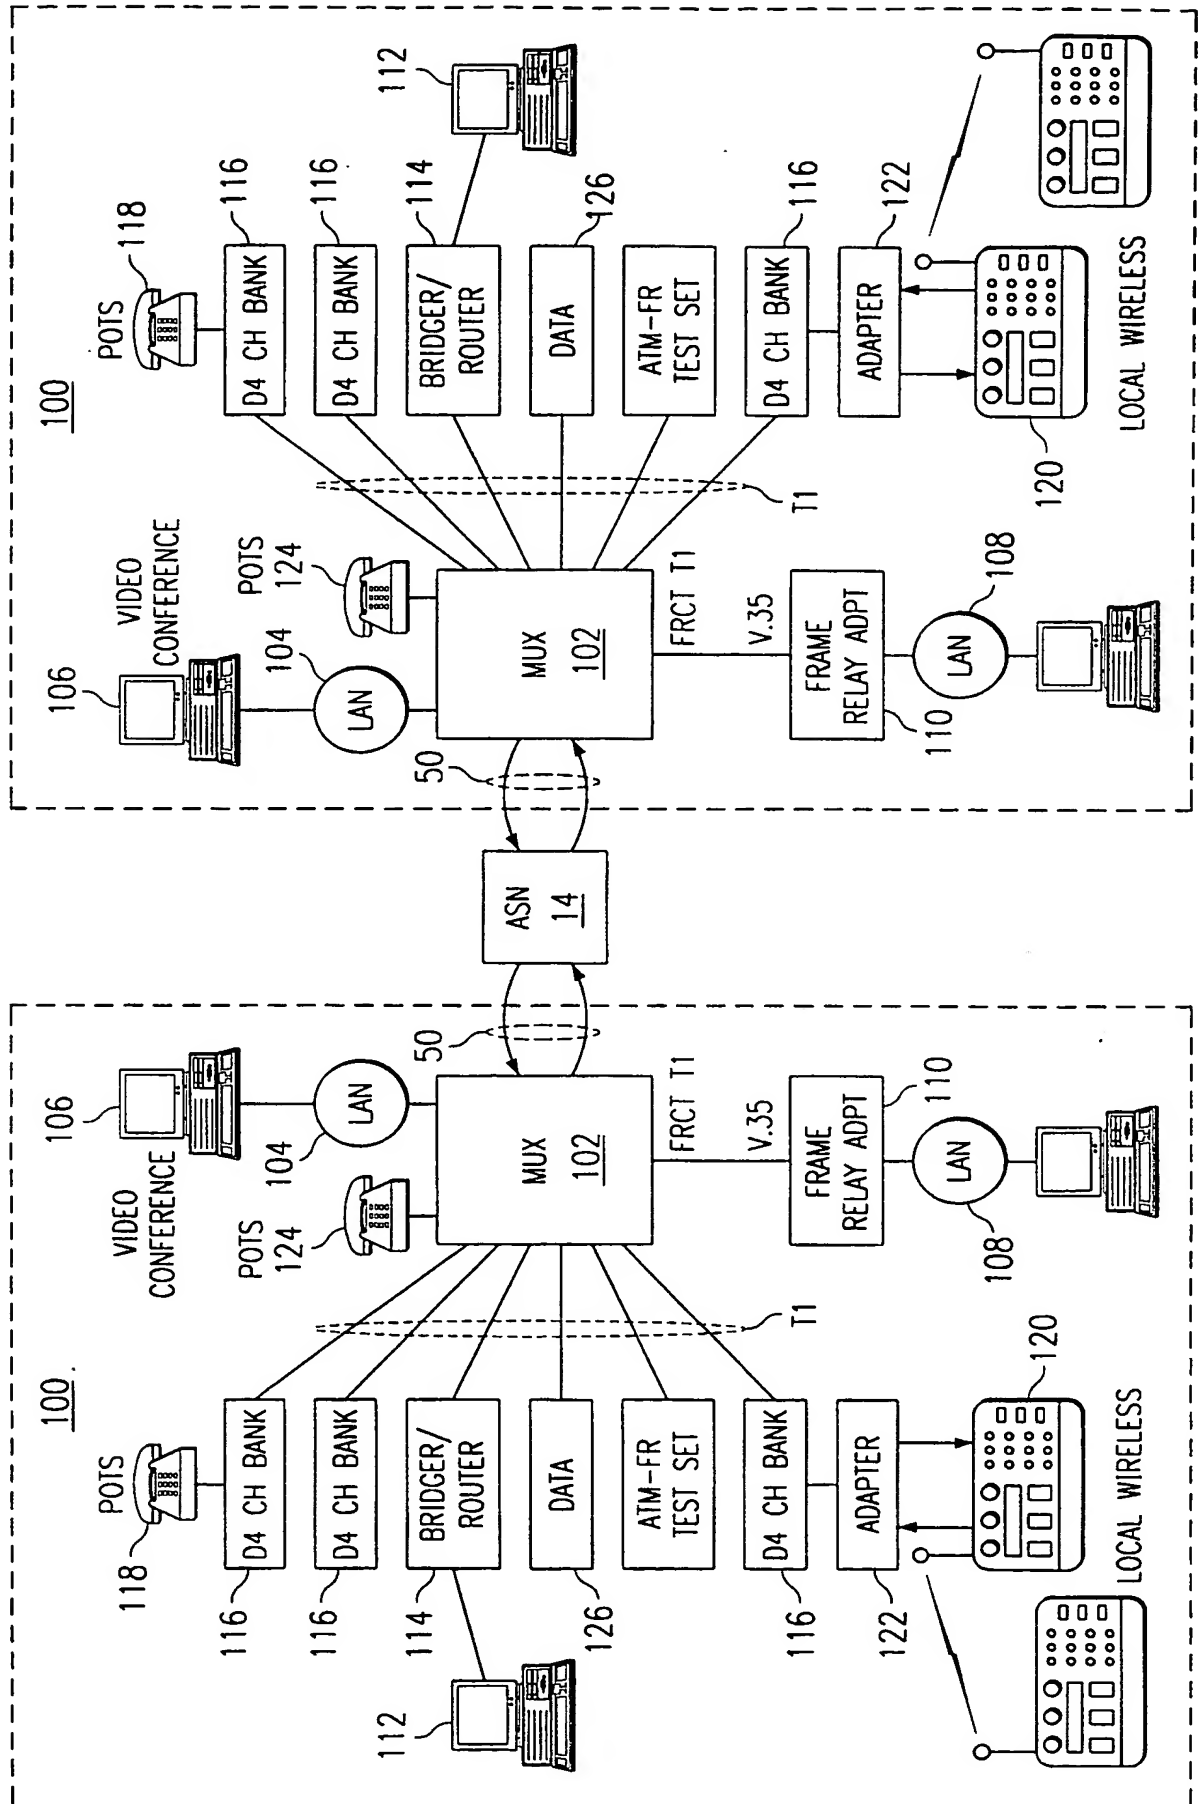 100
POTS
118
116
D4 CH BANK
116
D4 CH BANK
114
BRIDGER/
ROUTER
112
126
DATA
ATM-FR
TEST SET
116
D4 CH BANK
122
ADAPTER
120
LOCAL WIRELESS
T1
VIDEO
CONFERENCE
106
POTS
124
104
LAN
MUX
102
FRCT T1
V.35
FRAME
RELAY ADPT
110
108
LAN
50
ASN
14
50
100
VIDEO
CONFERENCE
106
104
LAN
POTS
124
MUX
102
FRCT T1
V.35
FRAME
RELAY ADPT
110
LAN
108
T1
POTS
118
D4 CH BANK
116
D4 CH BANK
116
BRIDGER/
ROUTER
114
112
DATA
126
ATM-FR
TEST SET
D4 CH BANK
116
ADAPTER
122
120
LOCAL WIRELESS